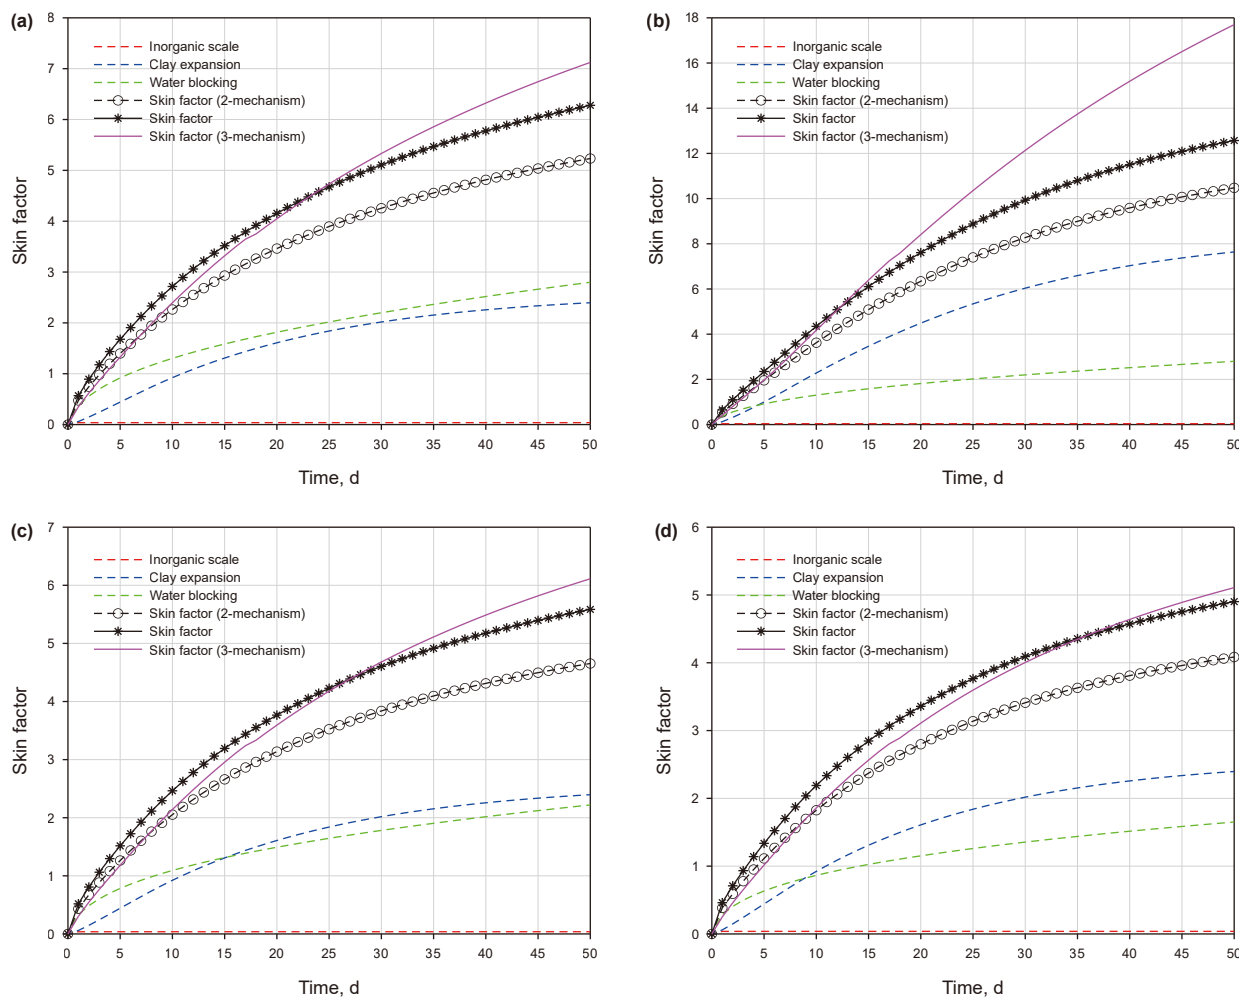 (a)
8
7
6
5
4
3
2
1
0
Skin factor
Inorganic scale
Clay expansion
Water blocking
Skin factor (2-mechanism)
Skin factor
Skin factor (3-mechanism)
0 5 10 15 20 25 30 35 40 45 50
Time, d
(b)
18
16
14
12
10
8
6
4
2
0
Skin factor
Inorganic scale
Clay expansion
Water blocking
Skin factor (2-mechanism)
Skin factor
Skin factor (3-mechanism)
0 5 10 15 20 25 30 35 40 45 50
Time, d
(c)
7
6
5
4
3
2
1
0
Skin factor
Inorganic scale
Clay expansion
Water blocking
Skin factor (2-mechanism)
Skin factor
Skin factor (3-mechanism)
0 5 10 15 20 25 30 35 40 45 50
Time, d
(d)
6
5
4
3
2
1
0
Skin factor
Inorganic scale
Clay expansion
Water blocking
Skin factor (2-mechanism)
Skin factor
Skin factor (3-mechanism)
0 5 10 15 20 25 30 35 40 45 50
Time, d